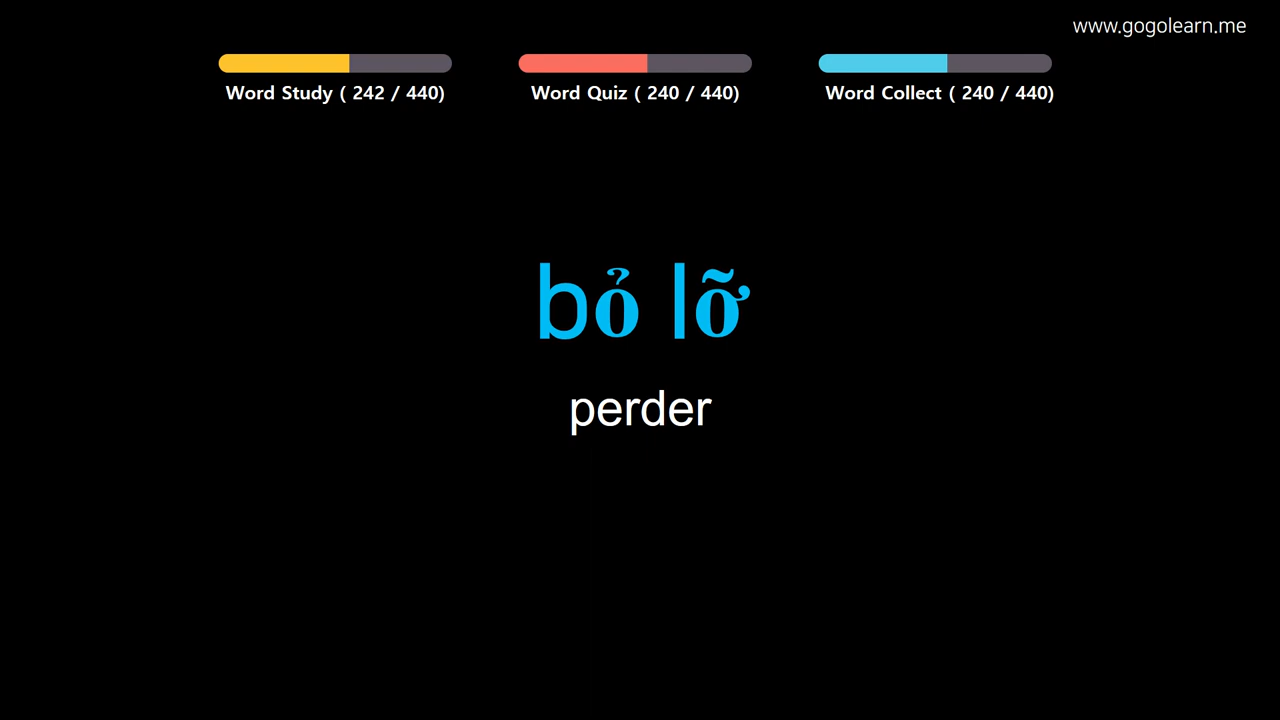 www.gogolearn.me
Word Study ( 242 / 440)
Word Quiz ( 240 / 440)
Word Collect ( 240 / 440)
bỏ lỡ
perder